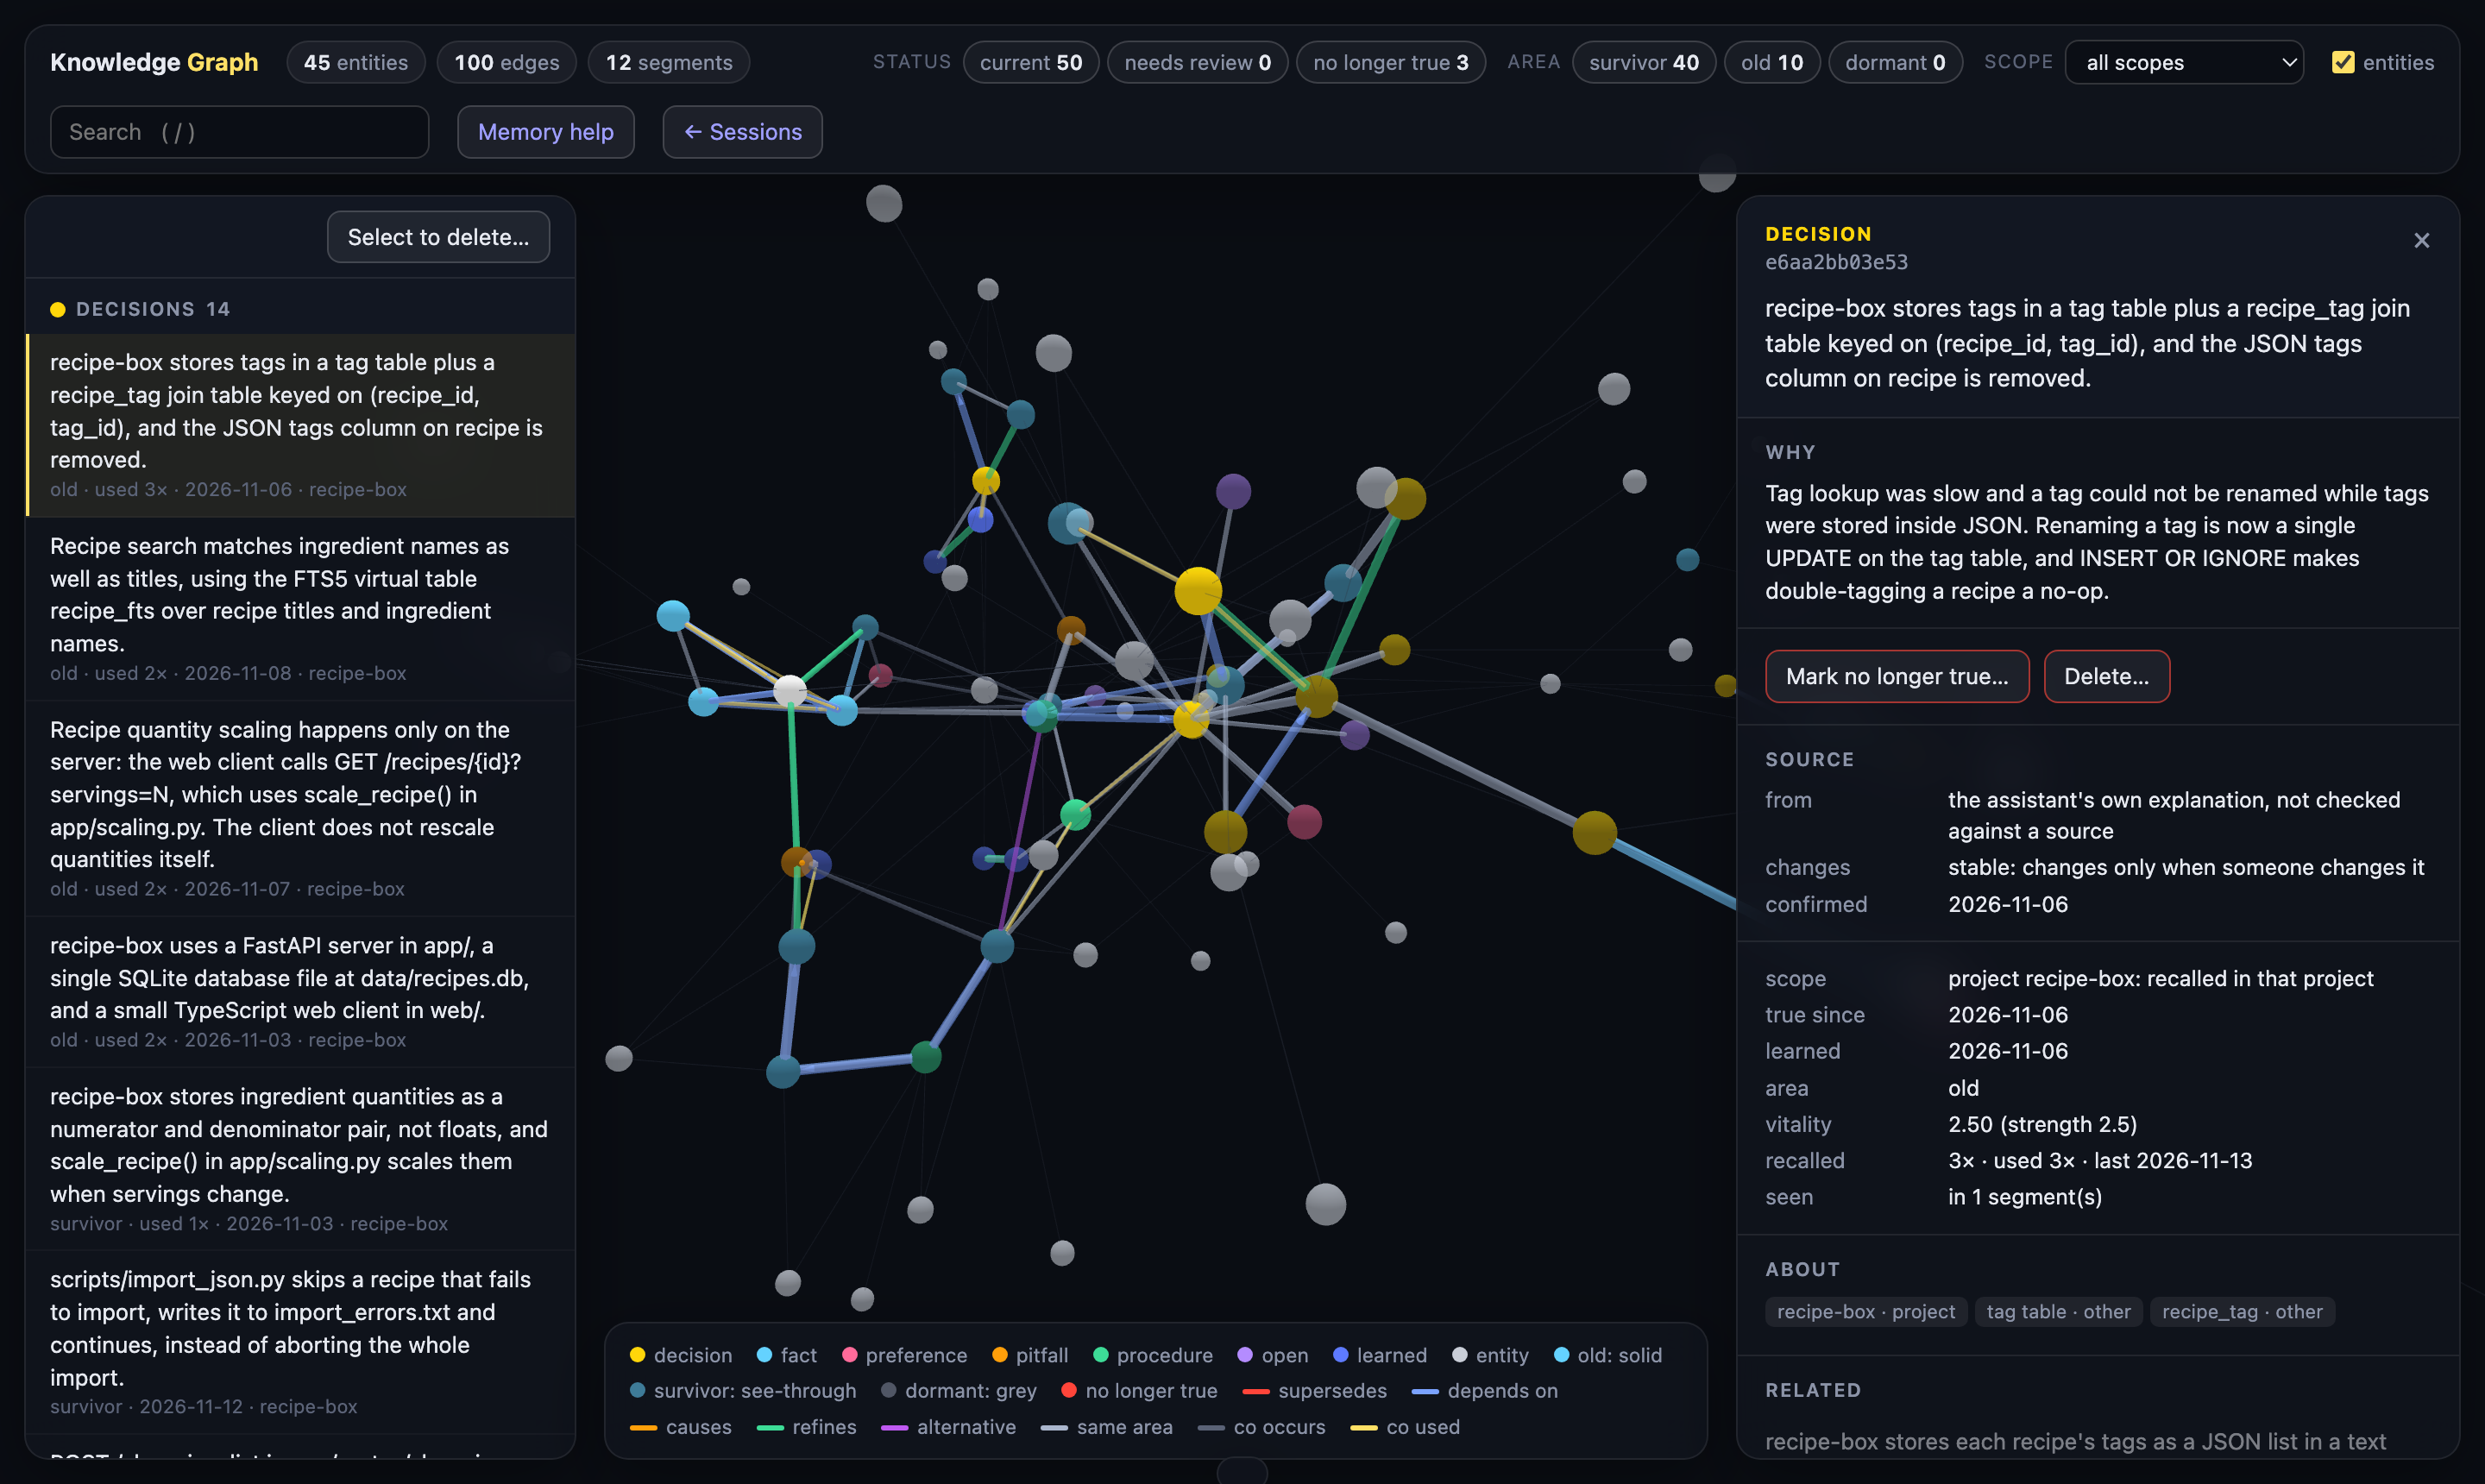 Knowledge Graph
45 entities
100 edges
12 segments
STATUS
current 50
needs review 0
no longer true 3
AREA
survivor 40
old 10
dormant 0
SCOPE
all scopes
entities
Search (/)
Memory help
← Sessions
Select to delete...
DECISIONS 14
recipe-box stores tags in a tag table plus a
recipe_tag join table keyed on (recipe_id,
tag_id), and the JSON tags column on recipe is
removed.
old · used 3× · 2026-11-06 · recipe-box
Recipe search matches ingredient names as
well as titles, using the FTS5 virtual table
recipe_fts over recipe titles and ingredient
names.
old · used 2× · 2026-11-08 · recipe-box
Recipe quantity scaling happens only on the
server: the web client calls GET /recipes/{id}?
servings=N, which uses scale_recipe() in
app/scaling.py. The client does not rescale
quantities itself.
old · used 2× · 2026-11-07 · recipe-box
recipe-box uses a FastAPI server in app/, a
single SQLite database file at data/recipes.db,
and a small TypeScript web client in web/.
old · used 2× · 2026-11-03 · recipe-box
recipe-box stores ingredient quantities as a
numerator and denominator pair, not floats, and
scale_recipe() in app/scaling.py scales them
when servings change.
survivor · used 1× · 2026-11-03 · recipe-box
scripts/import_json.py skips a recipe that fails
to import, writes it to import_errors.txt and
continues, instead of aborting the whole
import.
survivor · 2026-11-12 · recipe-box
decision
fact
preference
pitfall
procedure
open
learned
entity
old: solid
survivor: see-through
dormant: grey
no longer true
supersedes
depends on
causes
refines
alternative
same area
co occurs
co used
DECISION
e6aa2bb03e53
recipe-box stores tags in a tag table plus a recipe_tag join
table keyed on (recipe_id, tag_id), and the JSON tags
column on recipe is removed.
WHY
Tag lookup was slow and a tag could not be renamed while tags
were stored inside JSON. Renaming a tag is now a single
UPDATE on the tag table, and INSERT OR IGNORE makes
double-tagging a recipe a no-op.
Mark no longer true...
Delete...
SOURCE
from the assistant's own explanation, not checked
against a source
changes stable: changes only when someone changes it
confirmed 2026-11-06
scope project recipe-box: recalled in that project
true since 2026-11-06
learned 2026-11-06
area old
vitality 2.50 (strength 2.5)
recalled 3× · used 3× · last 2026-11-13
seen in 1 segment(s)
ABOUT
recipe-box · project
tag table · other
recipe_tag · other
RELATED
recipe-box stores each recipe's tags as a JSON list in a text